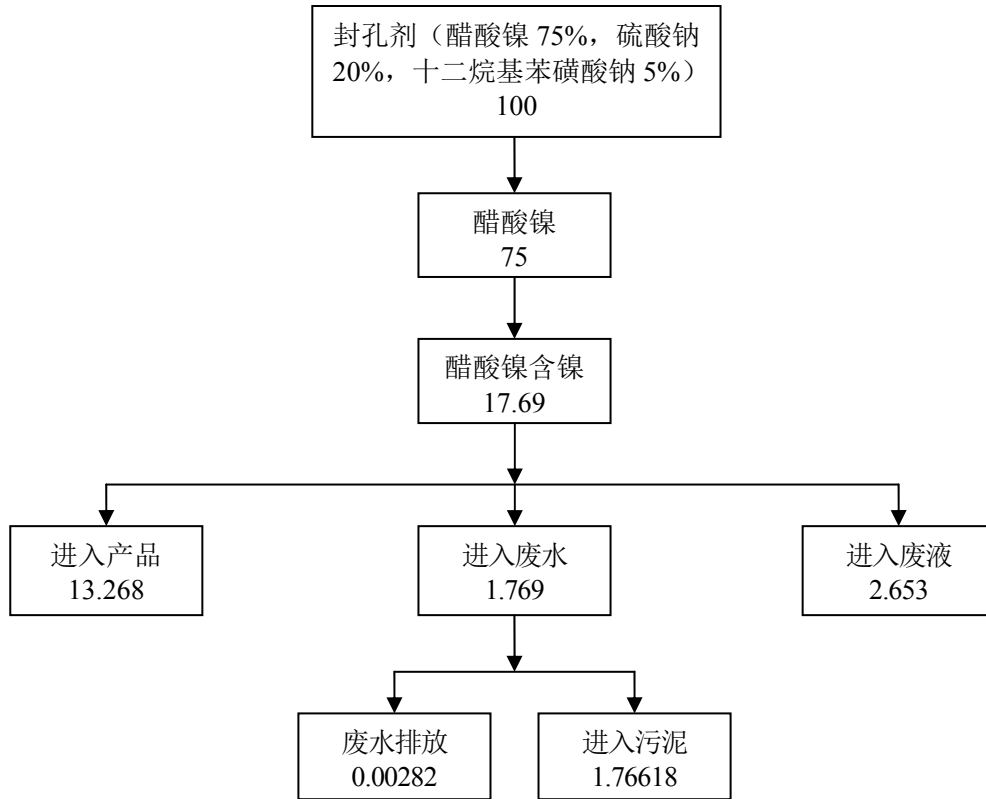 封孔剂（醋酸镍 75%，硫酸钠
20%，十二烷基苯磺酸钠 5%）
100
醋酸镍
75
醋酸镍含镍
17.69
进入产品
13.268
进入废水
1.769
进入废液
2.653
废水排放
0.00282
进入污泥
1.76618